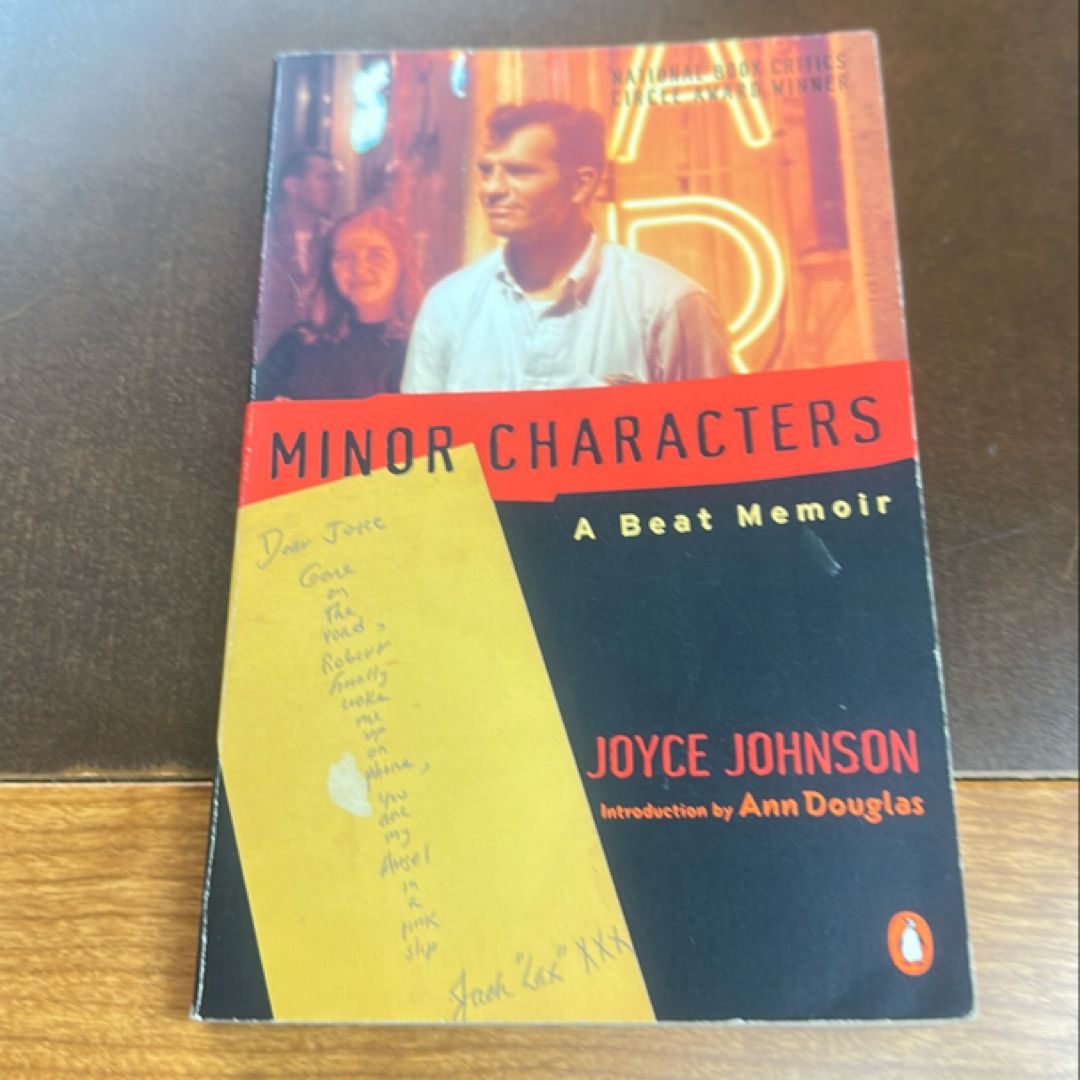 NATIONAL BOOK CRITICS
CIRCLE AWARD WINNER
A
R
MINOR CHARACTERS
A Beat Memoir
Dear Joyce
Gone
on
the
road,
Robert
finally
woke
me
up
on
phone,
you
are
my
Angel
in
a
pink
slip
Jack "Lax" XXX
JOYCE JOHNSON
Introduction by Ann Douglas